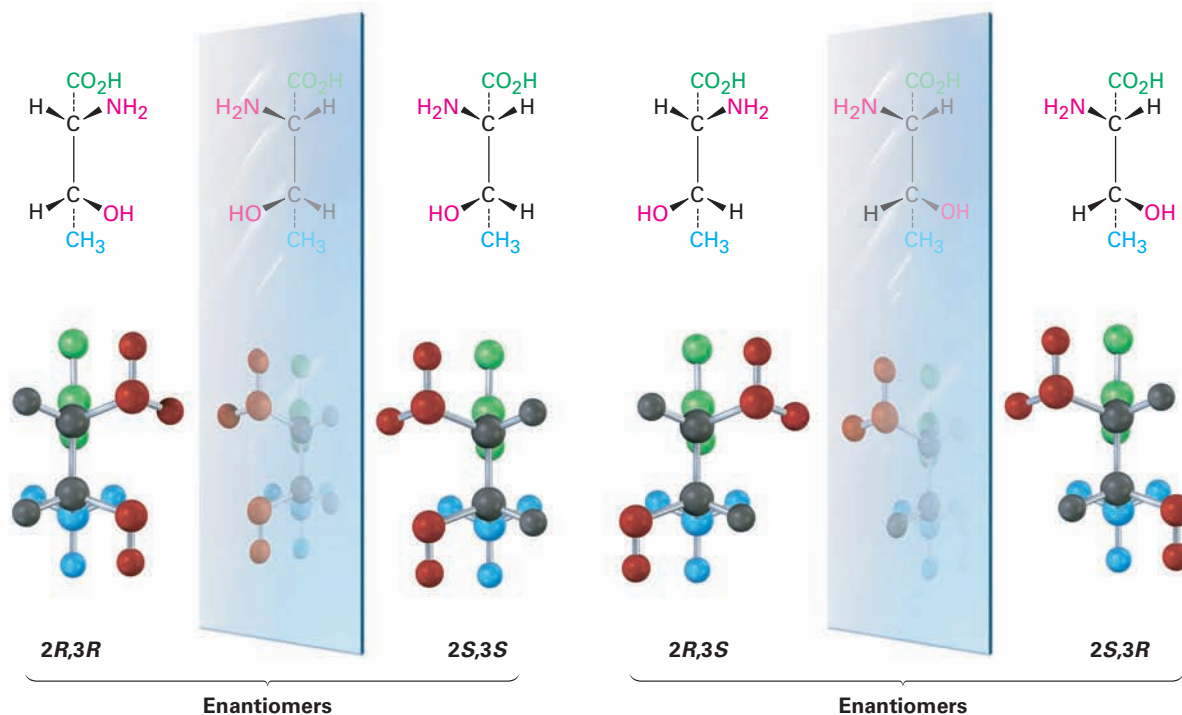 CO₂H CO₂H CO₂H CO₂H CO₂H CO₂H
H C NH₂ H₂N C H H₂N C H H C NH₂ H₂N C H H₂N C H
H C OH HO C H HO C H HO C H H C OH H C OH
CH₃ CH₃ CH₃ CH₃ CH₃ CH₃
2R,3R 2S,3S 2R,3S 2S,3R
Enantiomers Enantiomers